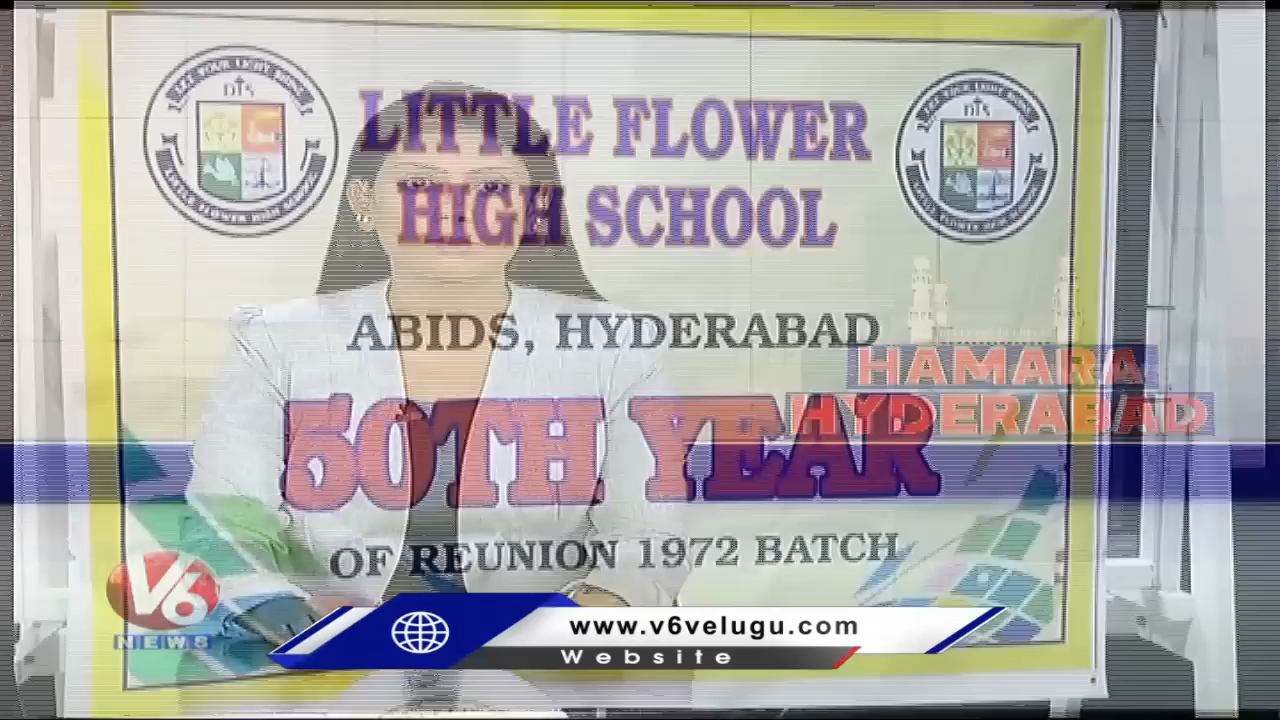 LITTLE FLOWER
HIGH SCHOOL
ABIDS, HYDERABAD
HAMARA
HYDERABAD
50TH YEAR
OF REUNION 1972 BATCH
V6
NEWS
www.v6velugu.com
Website